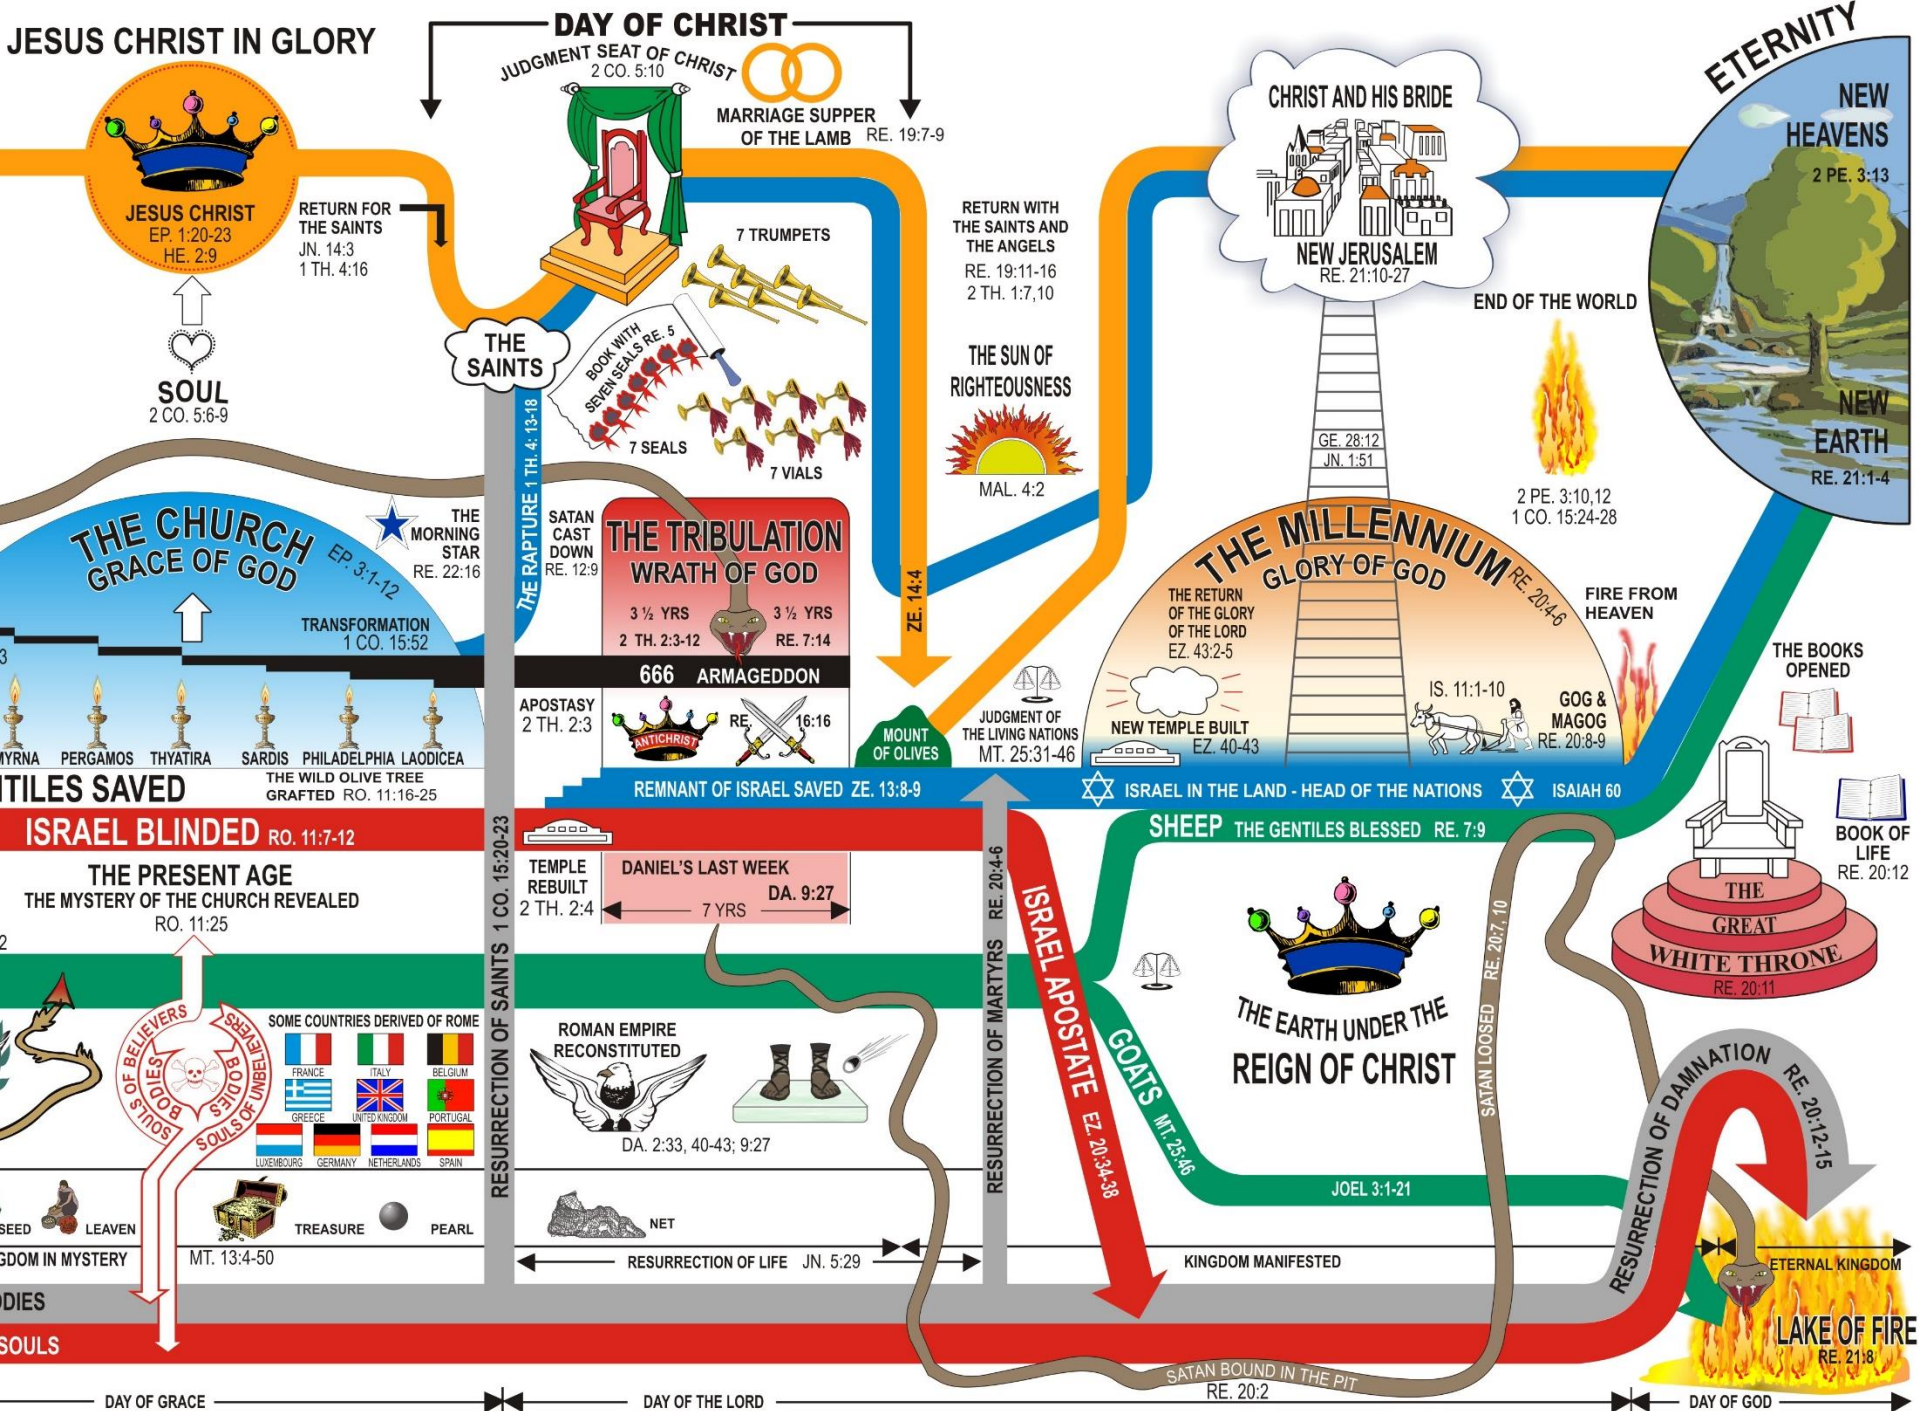 JESUS CHRIST IN GLORY
JESUS CHRIST
EP. 1:20-23
HE. 2:9
RETURN FOR
THE SAINTS
JN. 14:3
1 TH. 4:16
SOUL
2 CO. 5:6-9
DAY OF CHRIST
JUDGMENT SEAT OF CHRIST
2 CO. 5:10
MARRIAGE SUPPER
OF THE LAMB RE. 19:7-9
7 TRUMPETS
THE
SAINTS
BOOK WITH
SEVEN SEALS RE. 5
7 SEALS
7 VIALS
RETURN WITH
THE SAINTS AND
THE ANGELS
RE. 19:11-16
2 TH. 1:7,10
THE SUN OF
RIGHTEOUSNESS
MAL. 4:2
CHRIST AND HIS BRIDE
NEW JERUSALEM
RE. 21:10-27
GE. 28:12
JN. 1:51
END OF THE WORLD
2 PE. 3:10,12
1 CO. 15:24-28
ETERNITY
NEW
HEAVENS
2 PE. 3:13
NEW
EARTH
RE. 21:1-4
THE CHURCH
GRACE OF GOD
EP. 3:1-12
THE
MORNING
STAR
RE. 22:16
TRANSFORMATION
1 CO. 15:52
3
MYRNA
PERGAMOS
THYATIRA
SARDIS
PHILADELPHIA
LAODICEA
THE RAPTURE 1 TH. 4: 13-18
SATAN
CAST
DOWN
RE. 12:9
THE TRIBULATION
WRATH OF GOD
3 ½ YRS
3 ½ YRS
2 TH. 2:3-12
RE. 7:14
666 ARMAGEDDON
APOSTASY
2 TH. 2:3
ANTICHRIST
RE. 16:16
ZE. 14:4
MOUNT
OF OLIVES
JUDGMENT OF
THE LIVING NATIONS
MT. 25:31-46
THE MILLENNIUM
GLORY OF GOD
RE. 20:4-6
THE RETURN
OF THE GLORY
OF THE LORD
EZ. 43:2-5
NEW TEMPLE BUILT
EZ. 40-43
IS. 11:1-10
GOG &
MAGOG
RE. 20:8-9
FIRE FROM
HEAVEN
THE BOOKS
OPENED
BOOK OF
LIFE
RE. 20:12
THE
GREAT
WHITE THRONE
RE. 20:11
NTILES SAVED
THE WILD OLIVE TREE
GRAFTED RO. 11:16-25
REMNANT OF ISRAEL SAVED ZE. 13:8-9
ISRAEL IN THE LAND - HEAD OF THE NATIONS
ISAIAH 60
ISRAEL BLINDED RO. 11:7-12
SHEEP THE GENTILES BLESSED RE. 7:9
THE PRESENT AGE
THE MYSTERY OF THE CHURCH REVEALED
RO. 11:25
2
RESURRECTION OF SAINTS 1 CO. 15:20-23
TEMPLE
REBUILT
2 TH. 2:4
DANIEL'S LAST WEEK
DA. 9:27
7 YRS
RESURRECTION OF MARTYRS RE. 20:4-6
ISRAEL APOSTATE EZ. 20:34-38
GOATS MT. 25:46
JOEL 3:1-21
THE EARTH UNDER THE
REIGN OF CHRIST
SATAN LOOSED RE. 20:7, 10
SOULS OF BELIEVERS
BODIES
BODIES
SOULS OF UNBELIEVERS
SOME COUNTRIES DERIVED OF ROME
FRANCE
ITALY
BELGIUM
GREECE
UNITED KINGDOM
PORTUGAL
LUXEMBOURG
GERMANY
NETHERLANDS
SPAIN
ROMAN EMPIRE
RECONSTITUTED
DA. 2:33, 40-43; 9:27
SEED
LEAVEN
TREASURE
PEARL
NET
GDOM IN MYSTERY
MT. 13:4-50
RESURRECTION OF LIFE JN. 5:29
KINGDOM MANIFESTED
ETERNAL KINGDOM
RESURRECTION OF DAMNATION RE. 20:12-15
LAKE OF FIRE
RE. 21:8
ODIES
SOULS
SATAN BOUND IN THE PIT
RE. 20:2
DAY OF GRACE
DAY OF THE LORD
DAY OF GOD